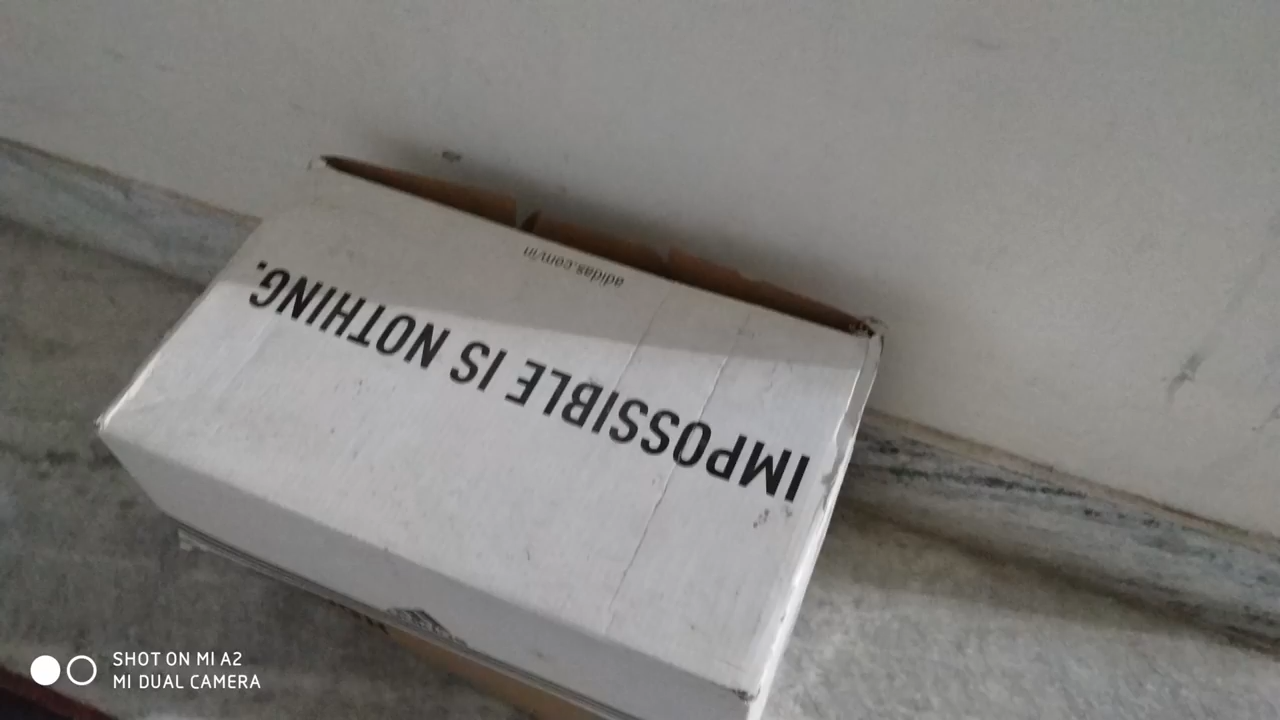 IMPOSSIBLE IS NOTHING.
adidas.com/in
SHOT ON MI A2
MI DUAL CAMERA